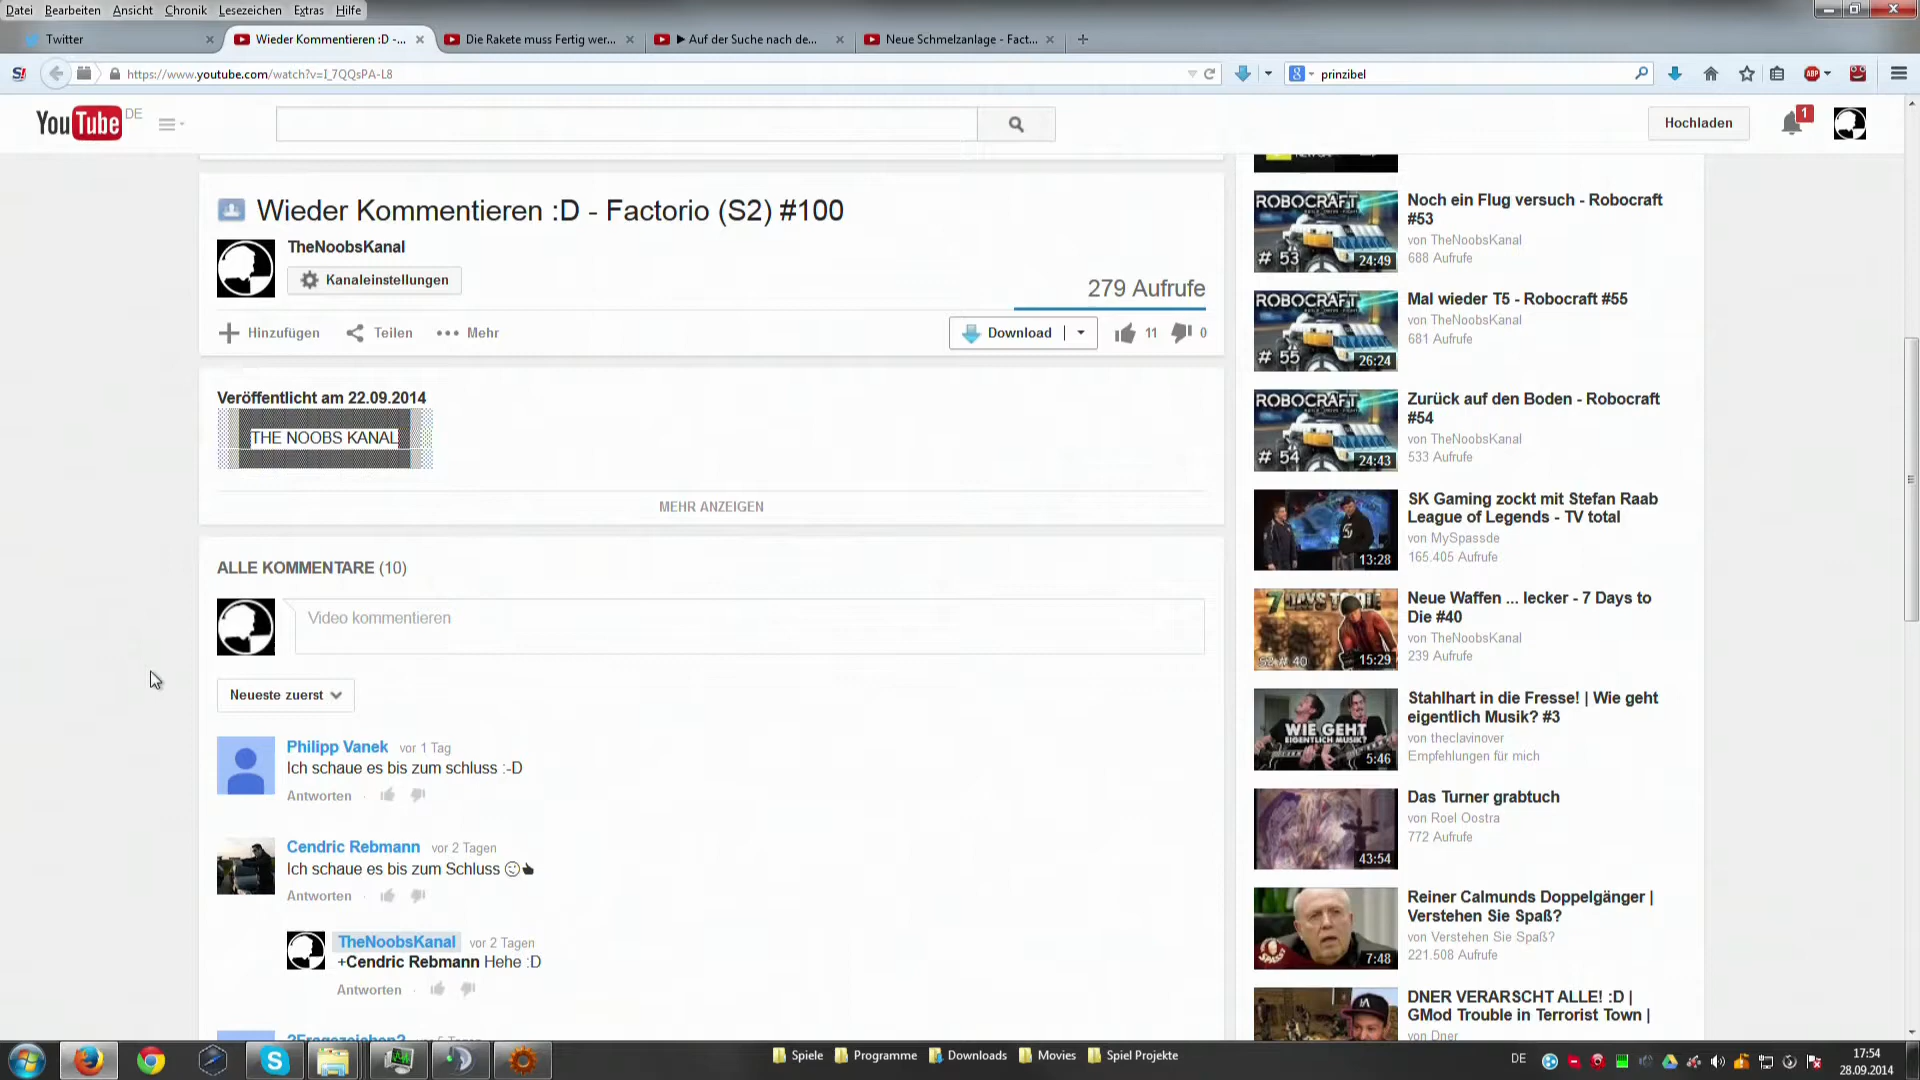 Datei Bearbeiten Ansicht Chronik Lesezeichen Extras Hilfe
Twitter
Wieder Kommentieren :D -...
Die Rakete muss Fertig wer...
▶ Auf der Suche nach de...
Neue Schmelzanlage - Fact...
https://www.youtube.com/watch?v=I_7QQsPA-L8
prinzibel
ABP
YouTube DE
Hochladen
1
Wieder Kommentieren :D - Factorio (S2) #100
TheNoobsKanal
Kanaleinstellungen
279 Aufrufe
Hinzufügen Teilen Mehr
Download
11 0
Veröffentlicht am 22.09.2014
THE NOOBS KANAL
MEHR ANZEIGEN
ALLE KOMMENTARE (10)
Video kommentieren
Neueste zuerst
Philipp Vanek vor 1 Tag
Ich schaue es bis zum schluss :-D
Antworten
Cendric Rebmann vor 2 Tagen
Ich schaue es bis zum Schluss
Antworten
TheNoobsKanal vor 2 Tagen
+Cendric Rebmann Hehe :D
Antworten
ROBOCRAFT
# 53
24:49
Noch ein Flug versuch - Robocraft
#53
von TheNoobsKanal
688 Aufrufe
ROBOCRAFT
# 55
26:24
Mal wieder T5 - Robocraft #55
von TheNoobsKanal
681 Aufrufe
ROBOCRAFT
# 54
24:43
Zurück auf den Boden - Robocraft
#54
von TheNoobsKanal
533 Aufrufe
13:28
SK Gaming zockt mit Stefan Raab
League of Legends - TV total
von MySpassde
165.405 Aufrufe
7 DAYS TO DIE
S2 # 40
15:29
Neue Waffen ... lecker - 7 Days to
Die #40
von TheNoobsKanal
239 Aufrufe
WIE GEHT
EIGENTLICH MUSIK?
5:46
Stahlhart in die Fresse! | Wie geht
eigentlich Musik? #3
von theclavinover
Empfehlungen für mich
43:54
Das Turner grabtuch
von Roel Oostra
772 Aufrufe
7:48
Reiner Calmunds Doppelgänger |
Verstehen Sie Spaß?
von Verstehen Sie Spaß?
221.508 Aufrufe
DNER VERARSCHT ALLE! :D |
GMod Trouble in Terrorist Town |
von Dner
Spiele Programme Downloads Movies Spiel Projekte
DE
17:54
28.09.2014